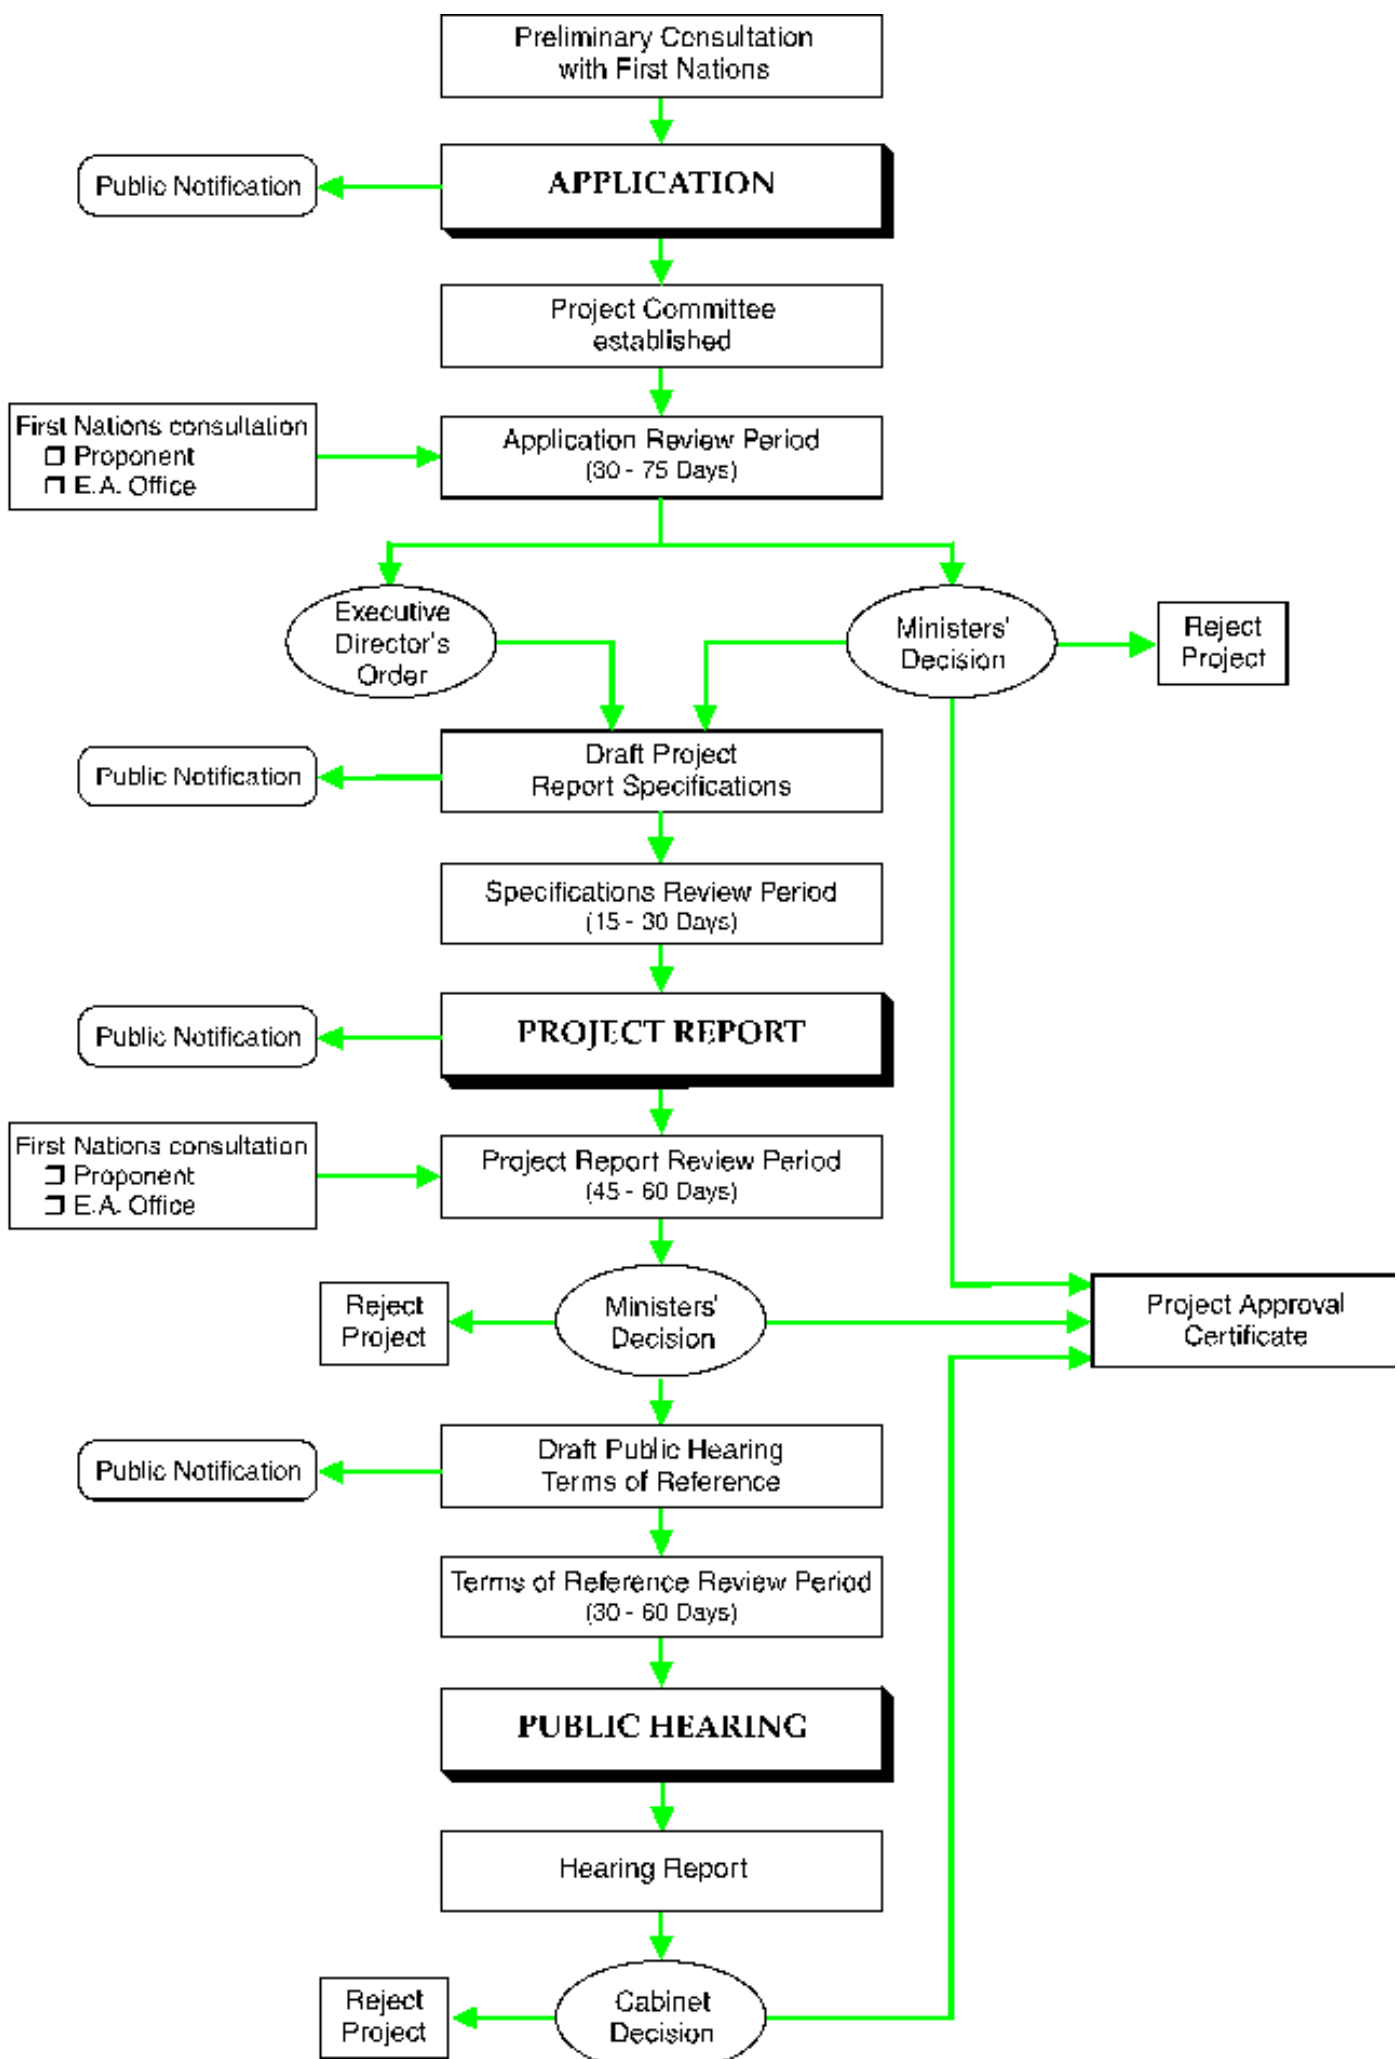 Preliminary Consultation
with First Nations
Public Notification
APPLICATION
Project Committee
established
First Nations consultation
❒ Proponent
❒ E.A. Office
Application Review Period
(30 - 75 Days)
Executive
Director's
Order
Ministers'
Decision
Reject
Project
Public Notification
Draft Project
Report Specifications
Specifications Review Period
(15 - 30 Days)
Public Notification
PROJECT REPORT
First Nations consultation
❒ Proponent
❒ E.A. Office
Project Report Review Period
(45 - 60 Days)
Reject
Project
Ministers'
Decision
Project Approval
Certificate
Public Notification
Draft Public Hearing
Terms of Reference
Terms of Reference Review Period
(30 - 60 Days)
PUBLIC HEARING
Hearing Report
Reject
Project
Cabinet
Decision